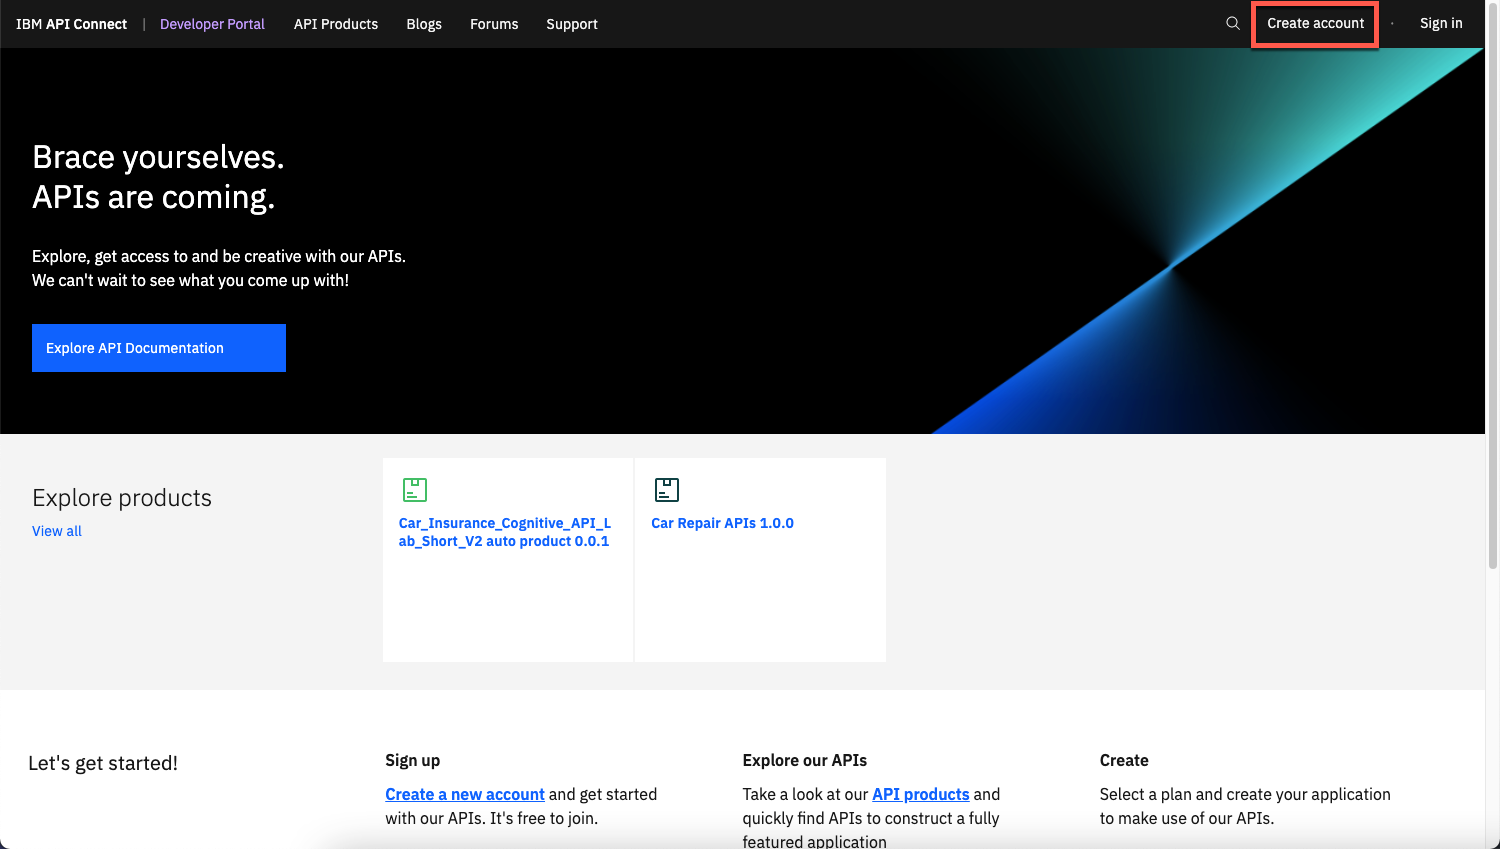 IBM API Connect | Developer Portal API Products Blogs Forums Support Create account · Sign in
Brace yourselves.
APIs are coming.
Explore, get access to and be creative with our APIs.
We can't wait to see what you come up with!
Explore API Documentation
Explore products
View all
Car_Insurance_Cognitive_API_L
ab_Short_V2 auto product 0.0.1
Car Repair APIs 1.0.0
Let's get started!
Sign up
Create a new account and get started
with our APIs. It's free to join.
Explore our APIs
Take a look at our API products and
quickly find APIs to construct a fully
featured application
Create
Select a plan and create your application
to make use of our APIs.